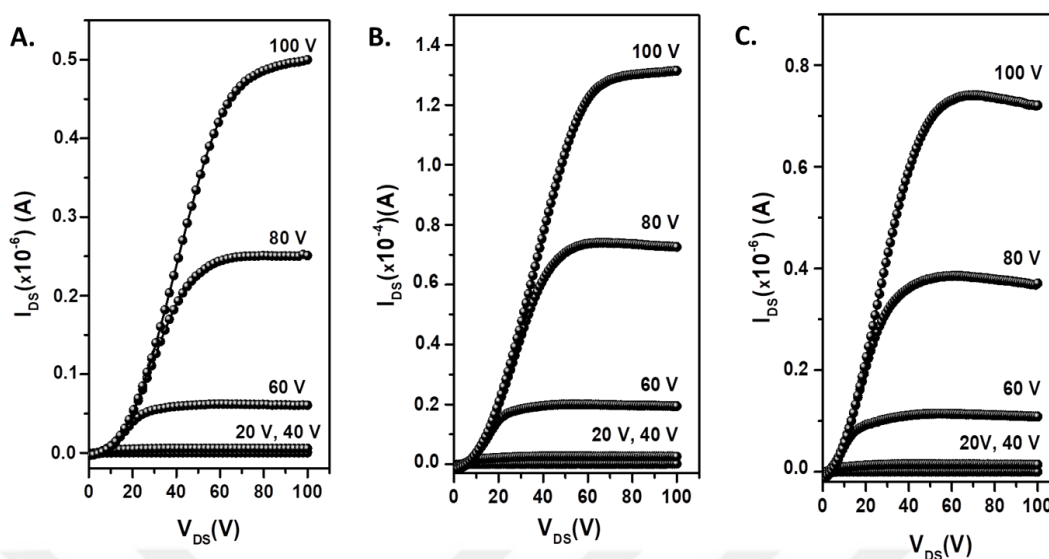 A.
I_DS(x10^-6) (A)
0.5
0.4
0.3
0.2
0.1
0.0
100 V
80 V
60 V
20 V, 40 V
0 20 40 60 80 100
V_DS(V)
B.
I_DS(x10^-4)(A)
1.4
1.2
1.0
0.8
0.6
0.4
0.2
0.0
100 V
80 V
60 V
20 V, 40 V
0 20 40 60 80 100
V_DS(V)
C.
I_DS(x10^-6) (A)
0.8
0.6
0.4
0.2
0.0
100 V
80 V
60 V
20V, 40 V
0 20 40 60 80 100
V_DS(V)